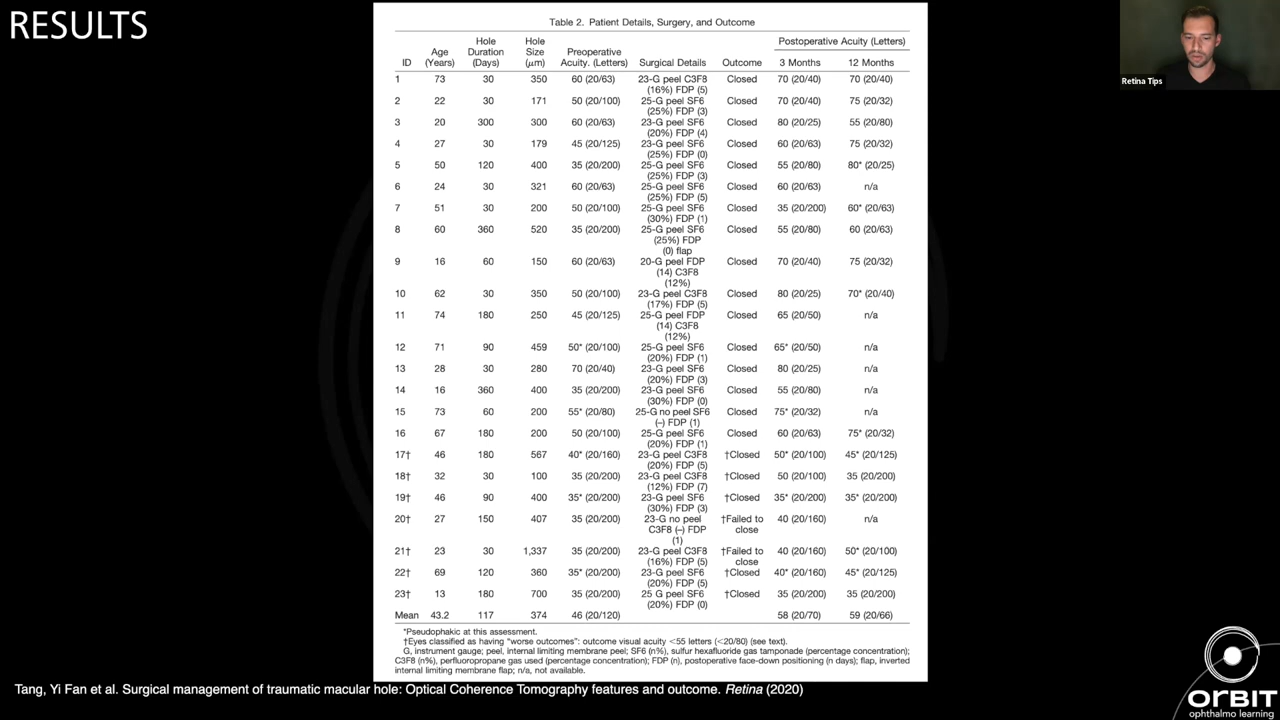 RESULTS
Retina Tips
Table 2. Patient Details, Surgery, and Outcome
ID Age (Years) Hole Duration (Days) Hole Size (μm) Preoperative Acuity. (Letters) Surgical Details Outcome Postoperative Acuity (Letters) 3 Months 12 Months
1 73 30 350 60 (20/63) 23-G peel C3F8 (16%) FDP (5) Closed 70 (20/40) 70 (20/40)
2 22 30 171 50 (20/100) 25-G peel SF6 (25%) FDP (3) Closed 70 (20/40) 75 (20/32)
3 20 300 300 60 (20/63) 23-G peel SF6 (20%) FDP (4) Closed 80 (20/25) 55 (20/80)
4 27 30 179 45 (20/125) 23-G peel SF6 (25%) FDP (0) Closed 60 (20/63) 75 (20/32)
5 50 120 400 35 (20/200) 25-G peel SF6 (25%) FDP (3) Closed 55 (20/80) 80* (20/25)
6 24 30 321 60 (20/63) 25-G peel SF6 (25%) FDP (5) Closed 60 (20/63) n/a
7 51 30 200 50 (20/100) 25-G peel SF6 (30%) FDP (1) Closed 35 (20/200) 60* (20/63)
8 60 360 520 35 (20/200) 25-G peel SF6 (25%) FDP (0) flap Closed 55 (20/80) 60 (20/63)
9 16 60 150 60 (20/63) 20-G peel FDP (14) C3F8 (12%) Closed 70 (20/40) 75 (20/32)
10 62 30 350 50 (20/100) 23-G peel C3F8 (17%) FDP (5) Closed 80 (20/25) 70* (20/40)
11 74 180 250 45 (20/125) 25-G peel FDP (14) C3F8 (12%) Closed 65 (20/50) n/a
12 71 90 459 50* (20/100) 25-G peel SF6 (20%) FDP (1) Closed 65* (20/50) n/a
13 28 30 280 70 (20/40) 23-G peel SF6 (20%) FDP (3) Closed 80 (20/25) n/a
14 16 360 400 35 (20/200) 23-G peel SF6 (30%) FDP (0) Closed 55 (20/80) n/a
15 73 60 200 55* (20/80) 25-G no peel SF6 (–) FDP (1) Closed 75* (20/32) n/a
16 67 180 200 50 (20/100) 25-G peel SF6 (20%) FDP (1) Closed 60 (20/63) 75* (20/32)
17† 46 180 567 40* (20/160) 23-G peel C3F8 (20%) FDP (5) †Closed 50* (20/100) 45* (20/125)
18† 32 30 100 35 (20/200) 23-G peel C3F8 (12%) FDP (7) †Closed 50 (20/100) 35 (20/200)
19† 46 90 400 35* (20/200) 23-G peel SF6 (30%) FDP (3) †Closed 35* (20/200) 35* (20/200)
20† 27 150 407 35 (20/200) 23-G no peel C3F8 (–) FDP (1) †Failed to close 40 (20/160) n/a
21† 23 30 1,337 35 (20/200) 23-G peel C3F8 (16%) FDP (5) †Failed to close 40 (20/160) 50* (20/100)
22† 69 120 360 35* (20/200) 23-G peel SF6 (20%) FDP (5) †Closed 40* (20/160) 45* (20/125)
23† 13 180 700 35 (20/200) 25 G peel SF6 (20%) FDP (0) †Closed 35 (20/200) 35 (20/200)
Mean 43.2 117 374 46 (20/120) 58 (20/70) 59 (20/66)
*Pseudophakic at this assessment.
†Eyes classified as having “worse outcomes”: outcome visual acuity <55 letters (<20/80) (see text).
G, instrument gauge; peel, internal limiting membrane peel; SF6 (n%), sulfur hexafluoride gas tamponade (percentage concentration);
C3F8 (n%), perfluoropropane gas used (percentage concentration); FDP (n), postoperative face-down positioning (n days); flap, inverted
internal limiting membrane flap; n/a, not available.
Tang, Yi Fan et al. Surgical management of traumatic macular hole: Optical Coherence Tomography features and outcome. Retina (2020)
ORBIT
ophthalmo learning